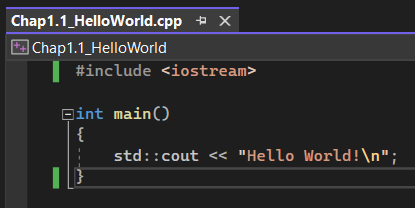 Chap1.1_HelloWorld.cpp
Chap1.1_HelloWorld
#include <iostream>
int main()
{
    std::cout << "Hello World!\n";
}